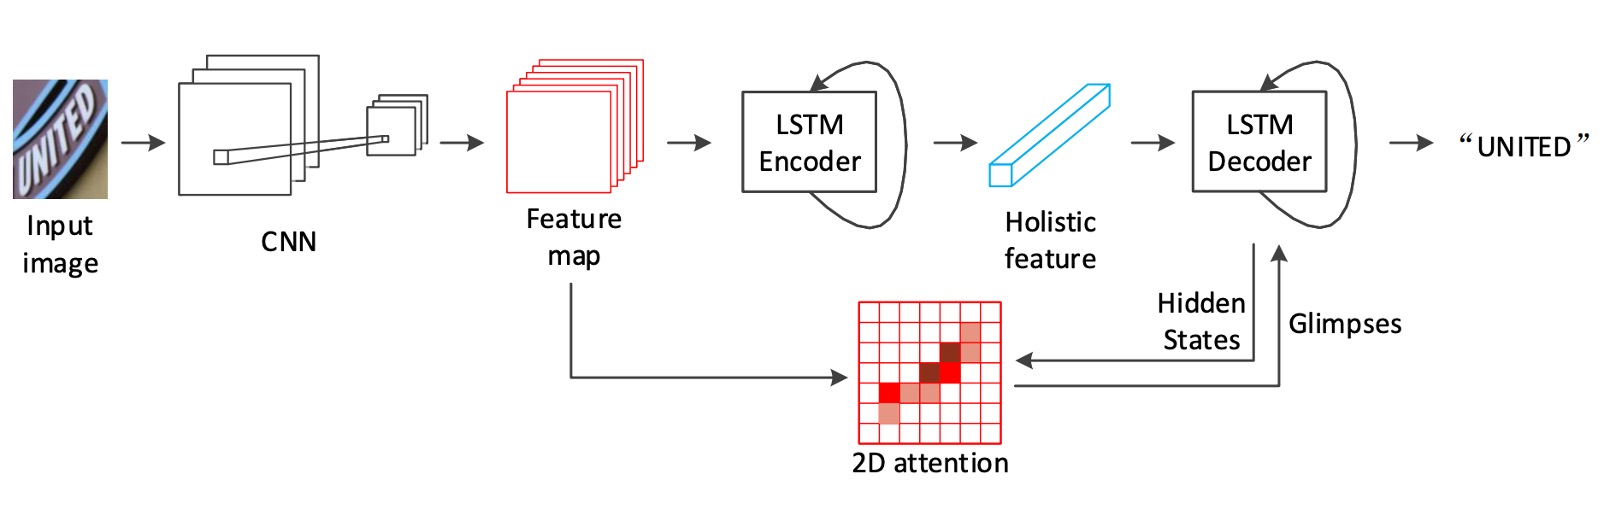 UNITED
Input
image
CNN
Feature
map
LSTM
Encoder
Holistic
feature
LSTM
Decoder
“UNITED”
Hidden
States
Glimpses
2D attention